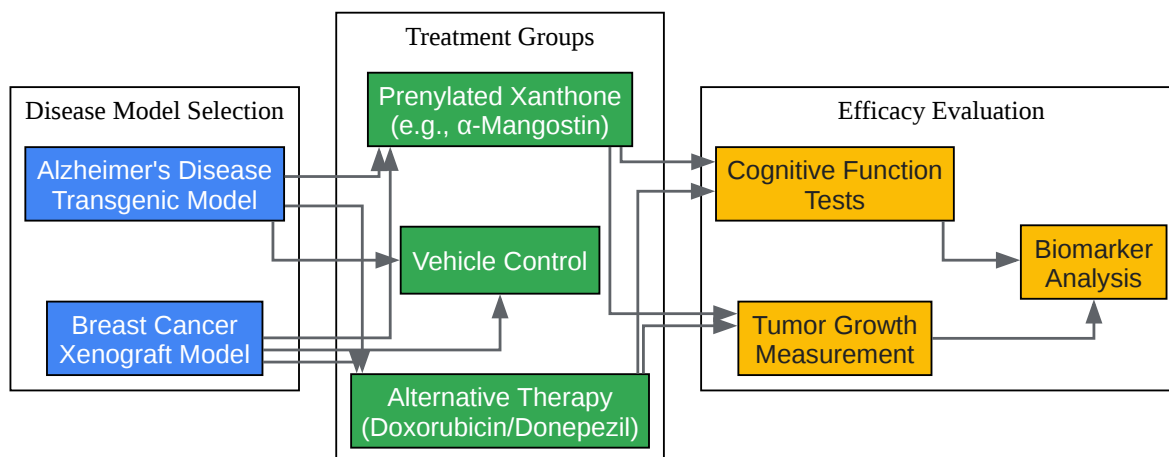 Disease Model Selection
Alzheimer's Disease
Transgenic Model
Breast Cancer
Xenograft Model
Treatment Groups
Prenylated Xanthone
(e.g., α-Mangostin)
Vehicle Control
Alternative Therapy
(Doxorubicin/Donepezil)
Efficacy Evaluation
Cognitive Function
Tests
Tumor Growth
Measurement
Biomarker
Analysis